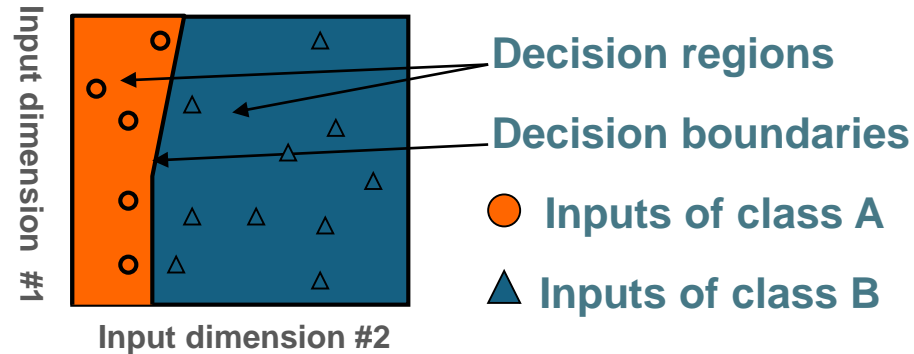 Input dimension #1
Decision regions
Decision boundaries
Inputs of class A
Inputs of class B
Input dimension #2